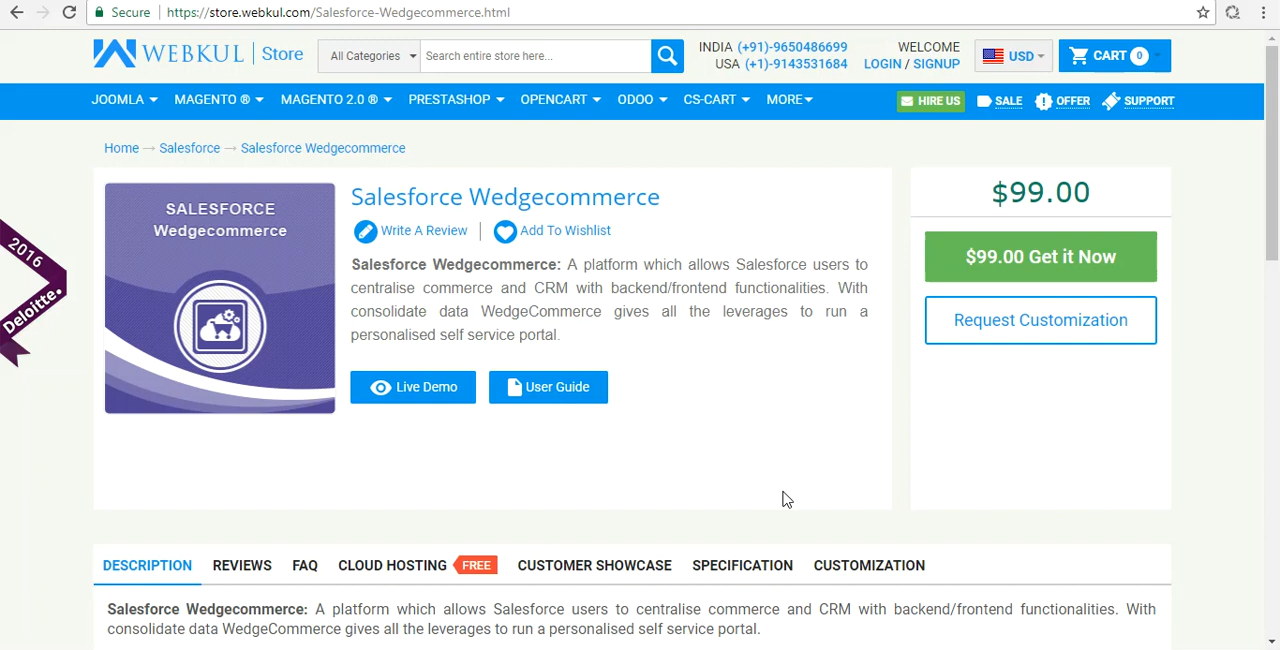 Secure https://store.webkul.com/Salesforce-Wedgecommerce.html
WEBKUL Store All Categories Search entire store here... INDIA (+91)-9650486699 WELCOME USD CART 0
USA (+1)-9143531684 LOGIN / SIGNUP
JOOMLA MAGENTO ® MAGENTO 2.0 ® PRESTASHOP OPENCART ODOO CS-CART MORE HIRE US SALE OFFER SUPPORT
Home → Salesforce → Salesforce Wedgecommerce
2016
Deloitte.
SALESFORCE
Wedgecommerce
Salesforce Wedgecommerce
Write A Review Add To Wishlist
Salesforce Wedgecommerce: A platform which allows Salesforce users to
centralise commerce and CRM with backend/frontend functionalities. With
consolidate data WedgeCommerce gives all the leverages to run a
personalised self service portal.
Live Demo User Guide
$99.00
$99.00 Get it Now
Request Customization
DESCRIPTION REVIEWS FAQ CLOUD HOSTING FREE CUSTOMER SHOWCASE SPECIFICATION CUSTOMIZATION
Salesforce Wedgecommerce: A platform which allows Salesforce users to centralise commerce and CRM with backend/frontend functionalities. With
consolidate data WedgeCommerce gives all the leverages to run a personalised self service portal.